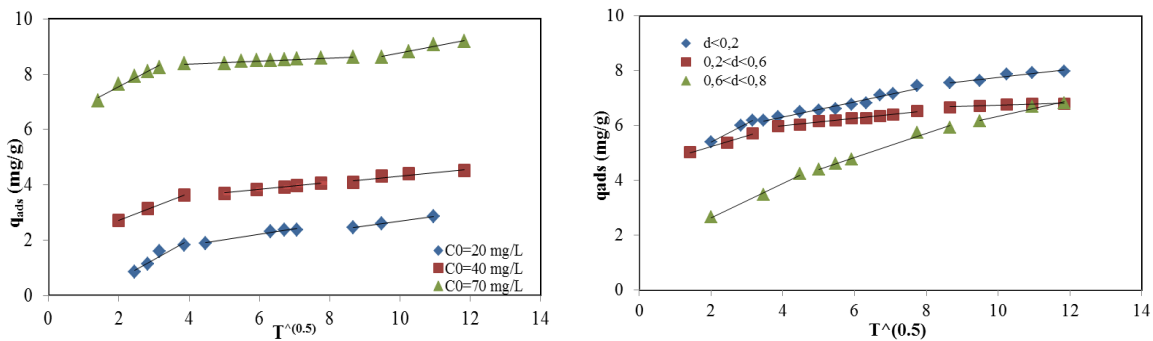 10
8
6
4
2
0
q_ads (mg/g)
C0=20 mg/L
C0=40 mg/L
C0=70 mg/L
0 2 4 6 8 10 12 14
T^(0.5)
10
8
6
4
2
0
qads (mg/g)
d<0,2
0,2<d<0,6
0,6<d<0,8
0 2 4 6 8 10 12 14
T^(0.5)